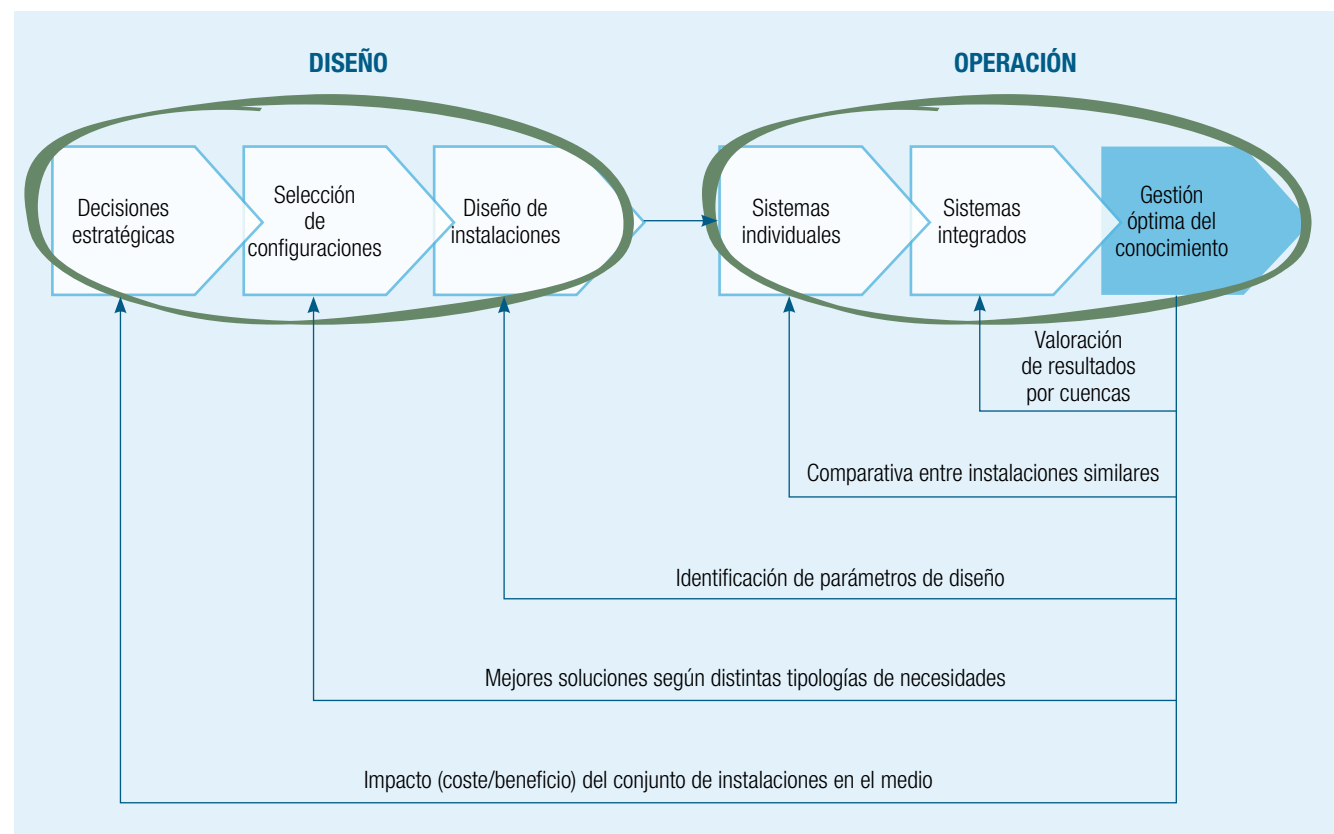 DISEÑO
OPERACIÓN
Decisiones
estratégicas
Selección
de
configuraciones
Diseño de
instalaciones
Sistemas
individuales
Sistemas
integrados
Gestión
óptima del
conocimiento
Valoración
de resultados
por cuencas
Comparativa entre instalaciones similares
Identificación de parámetros de diseño
Mejores soluciones según distintas tipologías de necesidades
Impacto (coste/beneficio) del conjunto de instalaciones en el medio